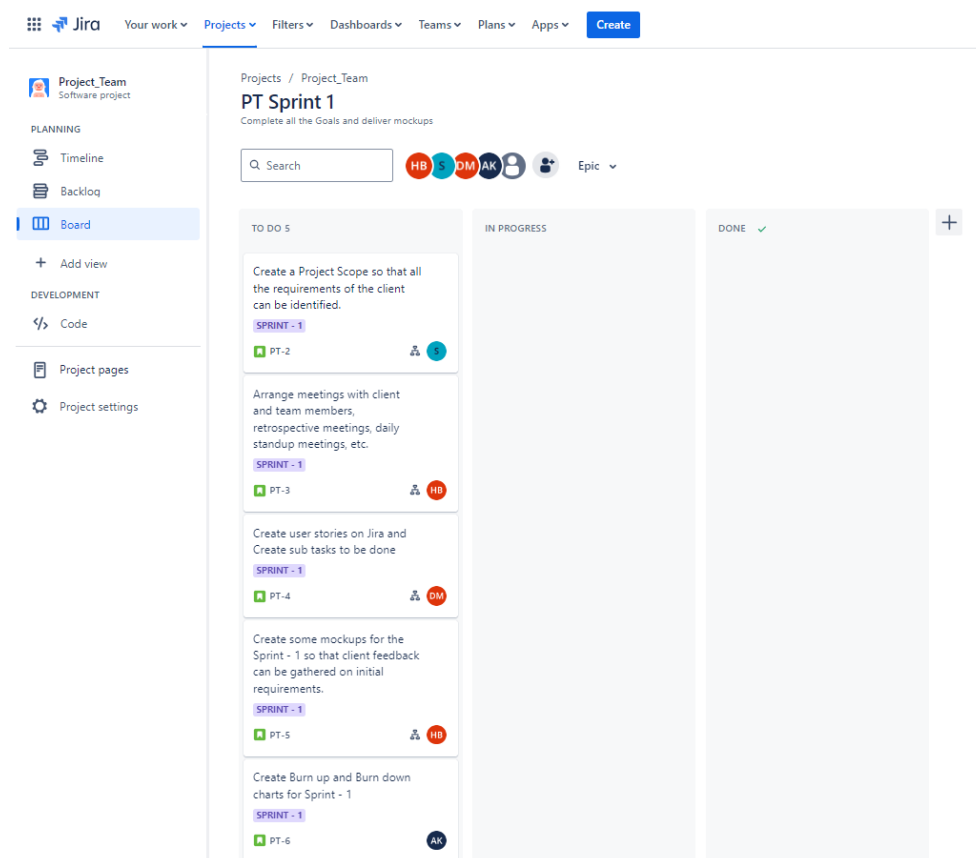 Jira
Your work
Projects
Filters
Dashboards
Teams
Plans
Apps
Create
Project_Team
Software project
PLANNING
Timeline
Backlog
Board
Add view
DEVELOPMENT
Code
Project pages
Project settings
Projects / Project_Team
PT Sprint 1
Complete all the Goals and deliver mockups
Search
HB
S
DM
AK
Epic
TO DO 5
Create a Project Scope so that all
the requirements of the client
can be identified.
SPRINT - 1
PT-2
S
Arrange meetings with client
and team members,
retrospective meetings, daily
standup meetings, etc.
SPRINT - 1
PT-3
HB
Create user stories on Jira and
Create sub tasks to be done
SPRINT - 1
PT-4
DM
Create some mockups for the
Sprint - 1 so that client feedback
can be gathered on initial
requirements.
SPRINT - 1
PT-5
HB
Create Burn up and Burn down
charts for Sprint - 1
SPRINT - 1
PT-6
AK
IN PROGRESS
DONE